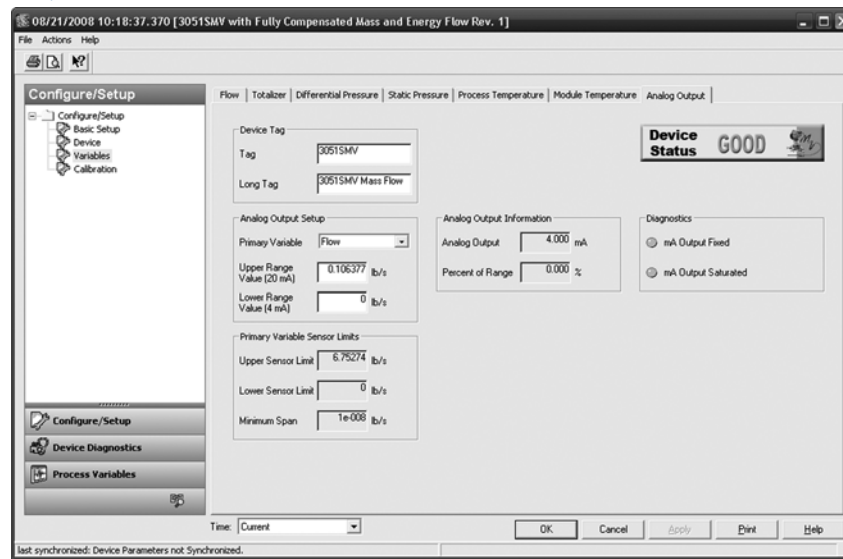 08/21/2008 10:18:37.370 [3051SMV with Fully Compensated Mass and Energy Flow Rev. 1]
File Actions Help
Configure/Setup
Configure/Setup
Basic Setup
Device
Variables
Calibration
Configure/Setup
Device Diagnostics
Process Variables
Flow Totalizer Differential Pressure Static Pressure Process Temperature Module Temperature Analog Output
Device Tag
Tag 3051SMV
Long Tag 3051SMV Mass Flow
Device Status GOOD
Analog Output Setup
Primary Variable Flow
Upper Range Value (20 mA) 0.106377 lb/s
Lower Range Value (4 mA) 0 lb/s
Analog Output Information
Analog Output 4.000 mA
Percent of Range 0.000 %
Diagnostics
mA Output Fixed
mA Output Saturated
Primary Variable Sensor Limits
Upper Sensor Limit 6.75274 lb/s
Lower Sensor Limit 0 lb/s
Minimum Span 1e-008 lb/s
Time: Current
OK Cancel Apply Print Help
last synchronized: Device Parameters not Synchronized.